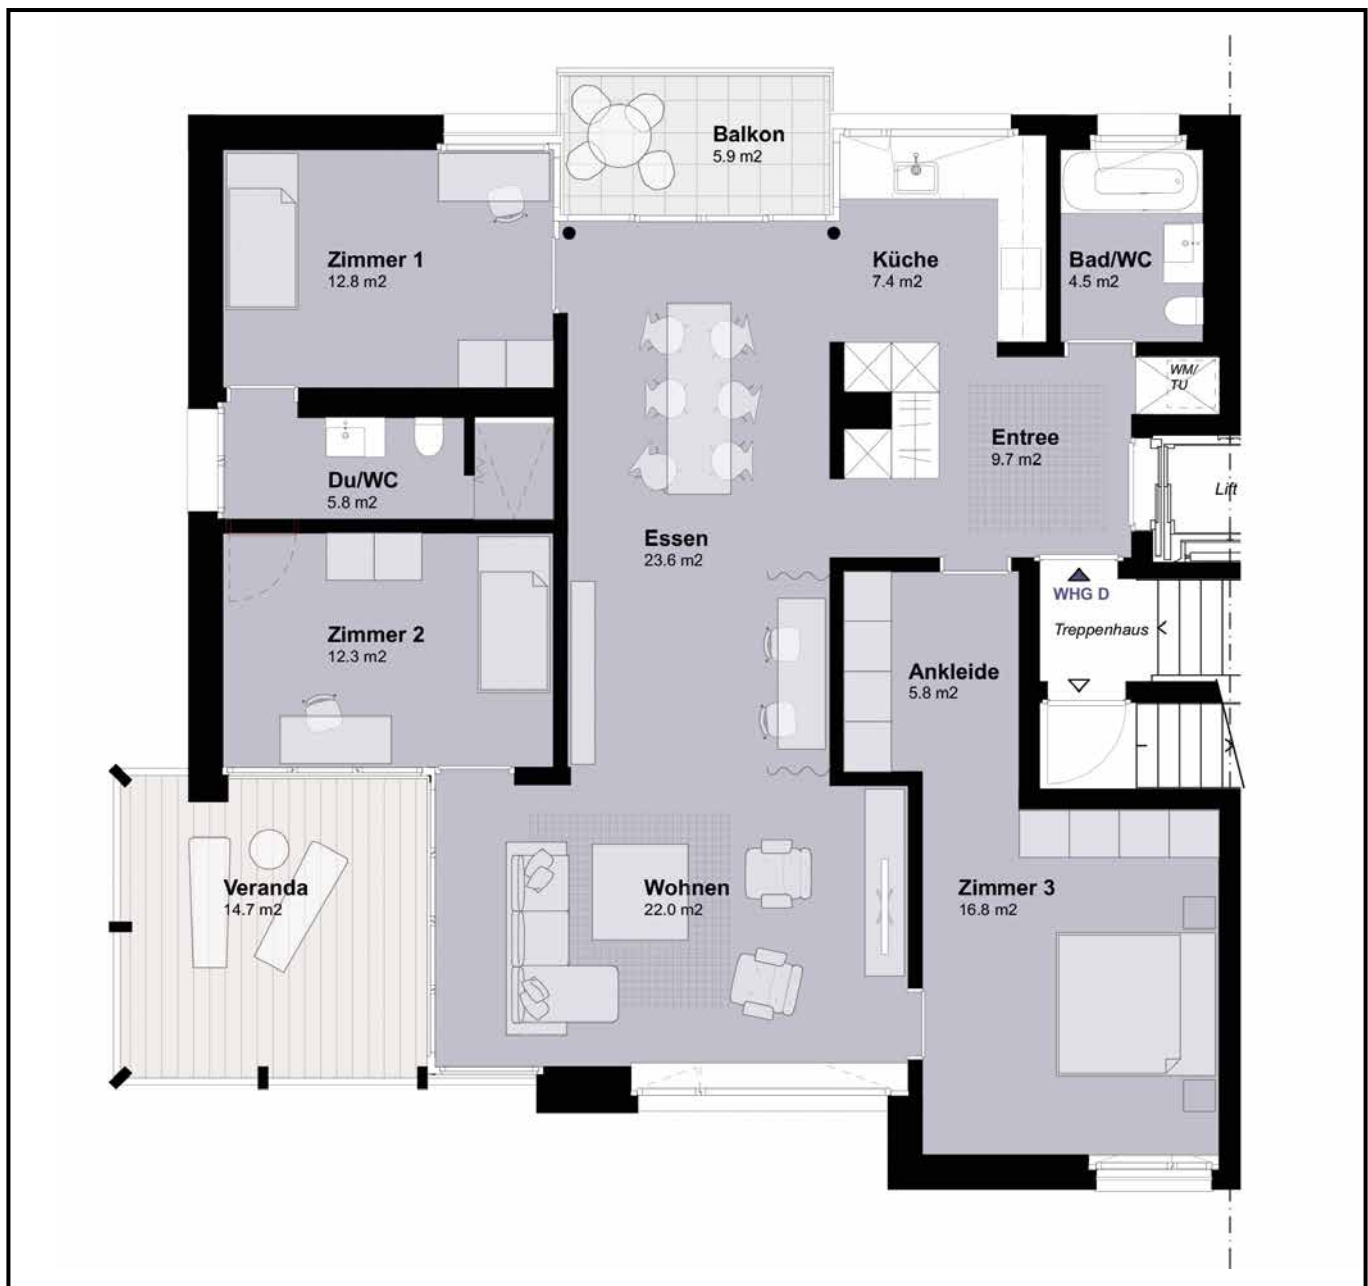 Balkon
5.9 m2
Zimmer 1
12.8 m2
Küche
7.4 m2
Bad/WC
4.5 m2
WM/
TU
Entree
9.7 m2
Du/WC
5.8 m2
Lift
Essen
23.6 m2
WHG D
Treppenhaus
Zimmer 2
12.3 m2
Ankleide
5.8 m2
Veranda
14.7 m2
Wohnen
22.0 m2
Zimmer 3
16.8 m2